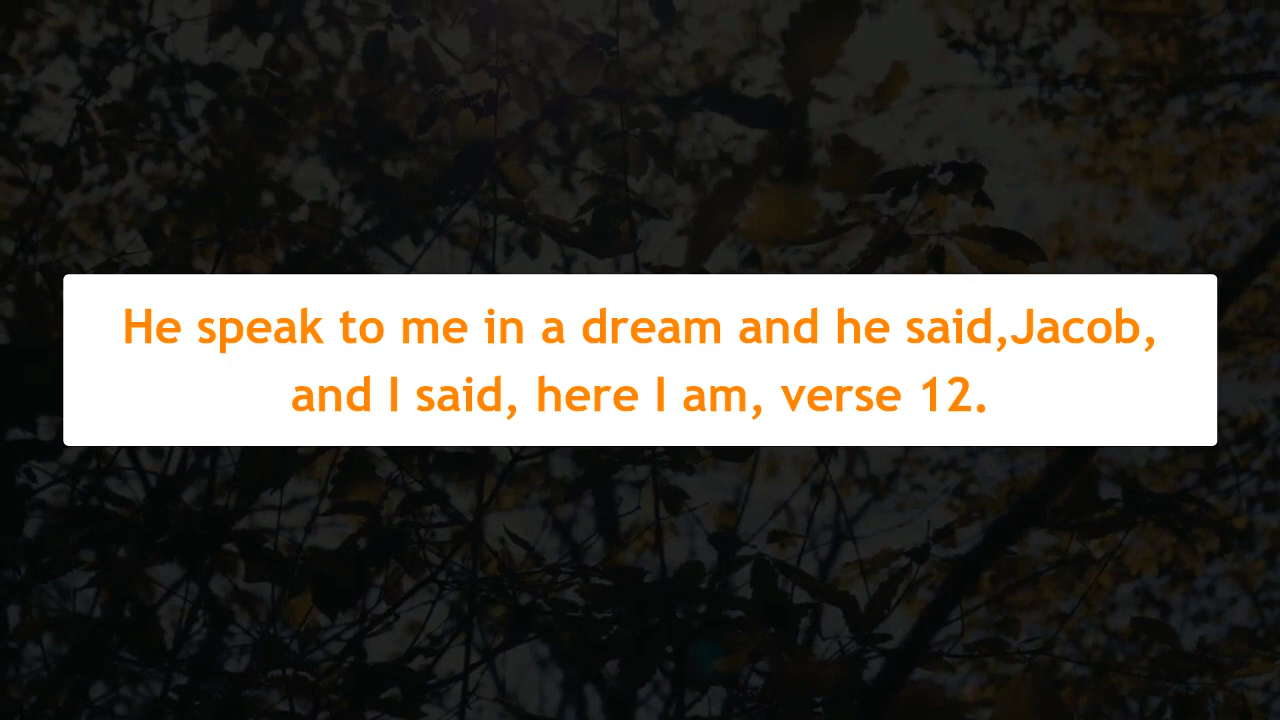 He speak to me in a dream and he said,Jacob,
and I said, here I am, verse 12.